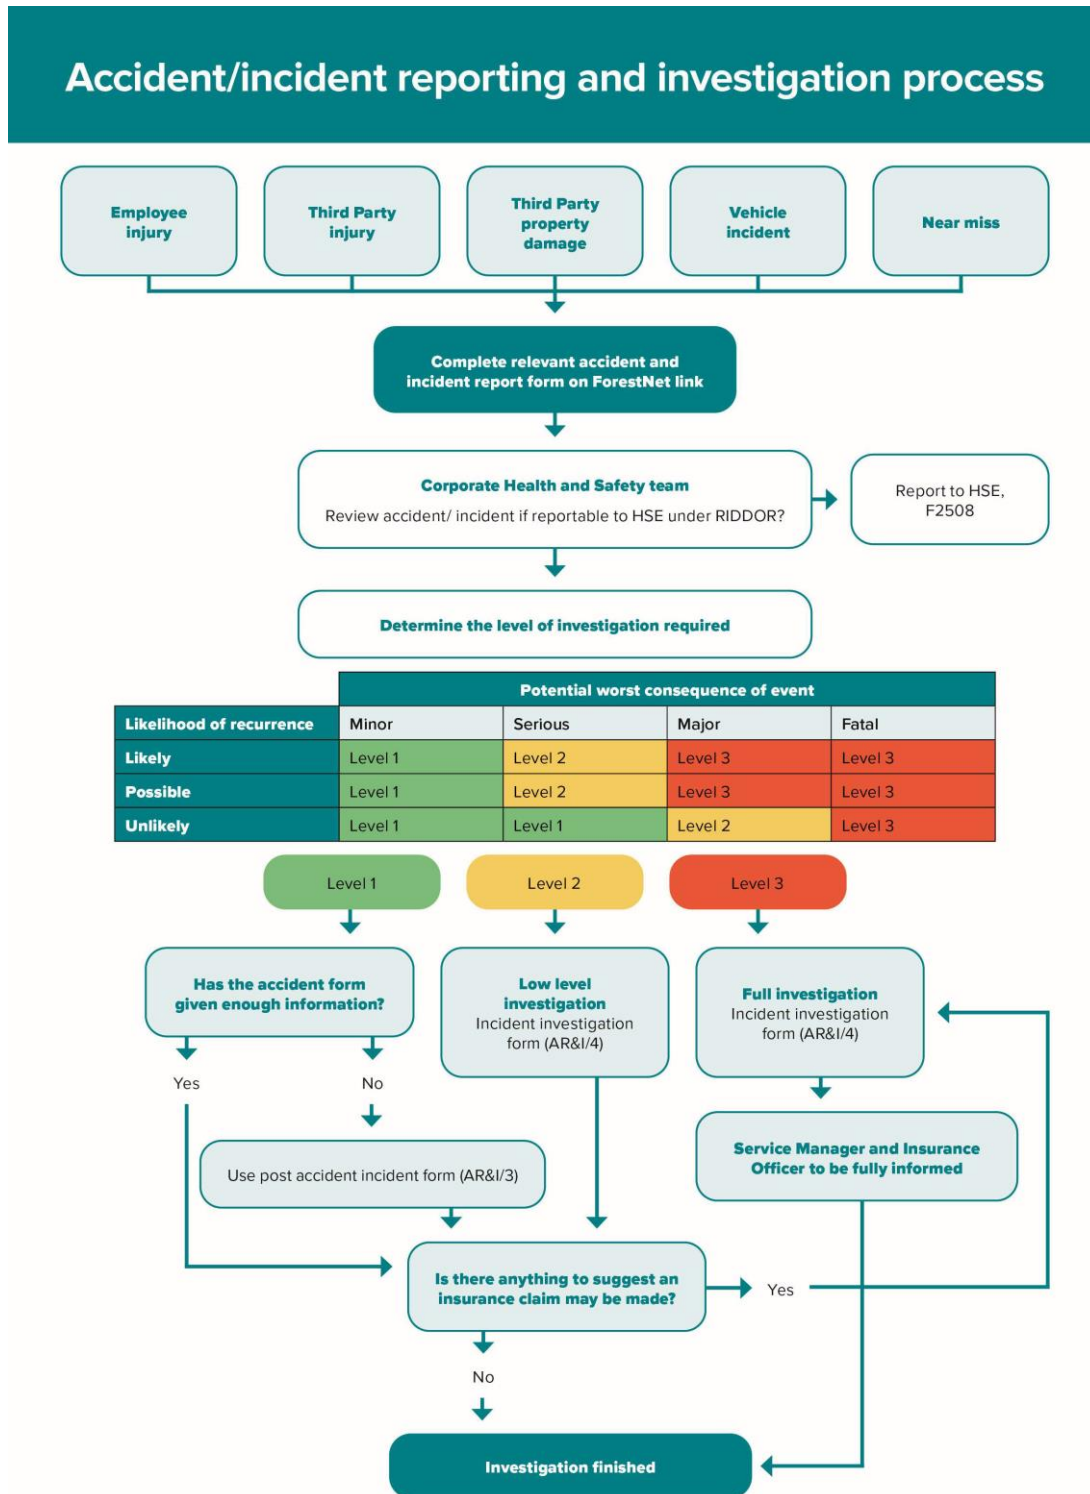 Accident/incident reporting and investigation process
Employee
injury
Third Party
injury
Third Party
property
damage
Vehicle
incident
Near miss
Complete relevant accident and
incident report form on ForestNet link
Corporate Health and Safety team
Review accident/ incident if reportable to HSE under RIDDOR?
Report to HSE,
F2508
Determine the level of investigation required
Potential worst consequence of event
Likelihood of recurrence Minor Serious Major Fatal
Likely Level 1 Level 2 Level 3 Level 3
Possible Level 1 Level 2 Level 3 Level 3
Unlikely Level 1 Level 1 Level 2 Level 3
Level 1 Level 2 Level 3
Has the accident form
given enough information?
Low level
investigation
Incident investigation
form (AR&I/4)
Full investigation
Incident investigation
form (AR&I/4)
Yes No
Use post accident incident form (AR&I/3)
Service Manager and Insurance
Officer to be fully informed
Is there anything to suggest an
insurance claim may be made?
Yes
No
Investigation finished